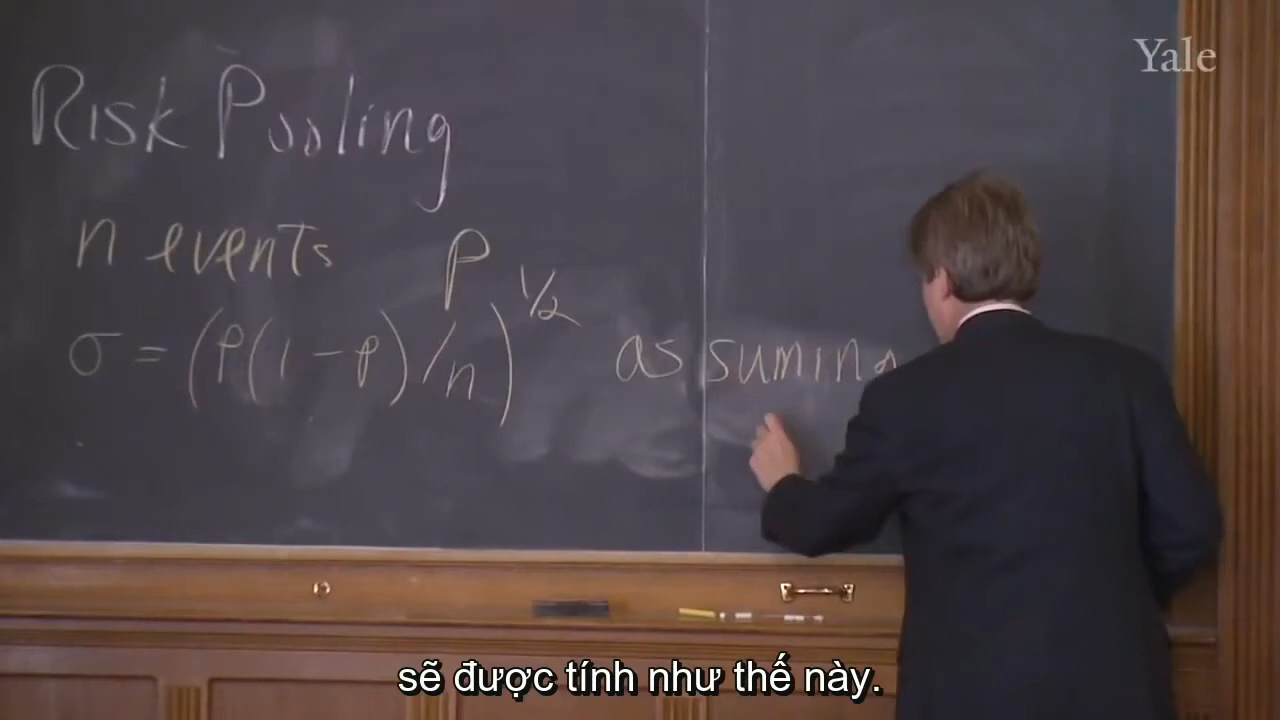 Yale
Risk Pooling
n events p
σ = (p(1-p)/n)^1/2 assuming
sẽ được tính như thế này.